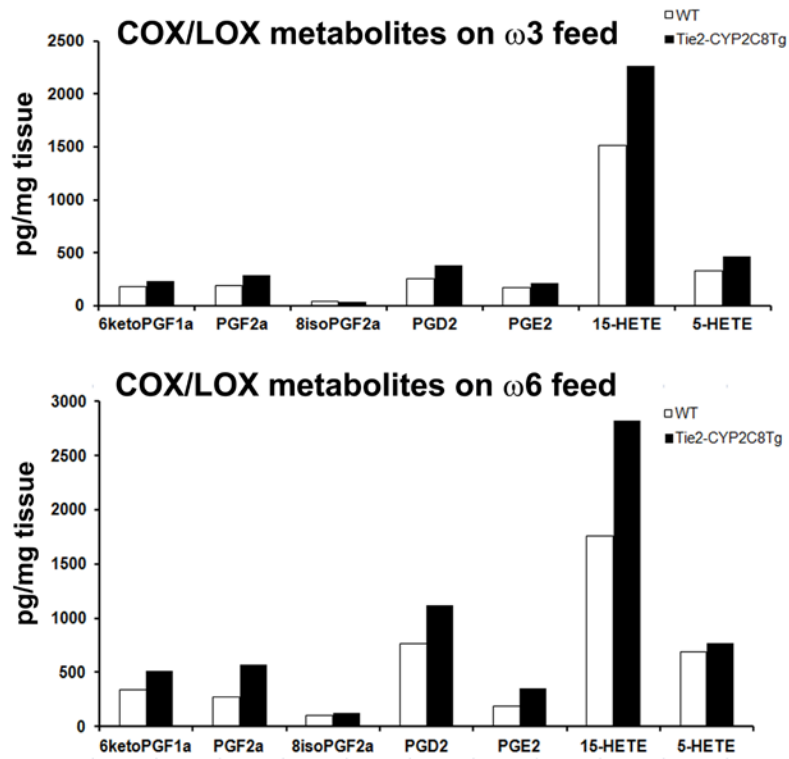 COX/LOX metabolites on ω3 feed
WT
Tie2-CYP2C8Tg
pg/mg tissue
2500
2000
1500
1000
500
0
6ketoPGF1a PGF2a 8isoPGF2a PGD2 PGE2 15-HETE 5-HETE
COX/LOX metabolites on ω6 feed
WT
Tie2-CYP2C8Tg
pg/mg tissue
3000
2500
2000
1500
1000
500
0
6ketoPGF1a PGF2a 8isoPGF2a PGD2 PGE2 15-HETE 5-HETE